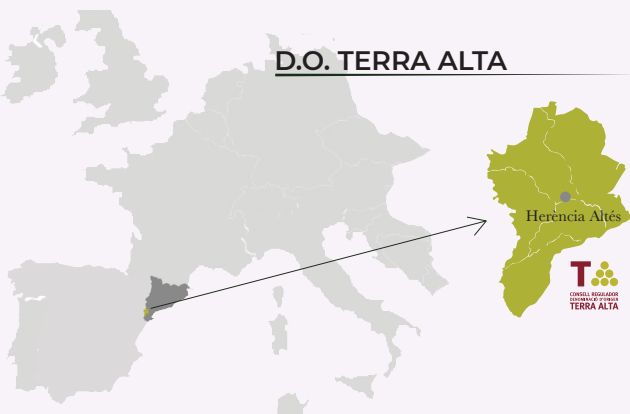 D.O. TERRA ALTA
Herència Altés
T
CONSELL REGULADOR
DENOMINACIÓ D'ORIGEN
TERRA ALTA